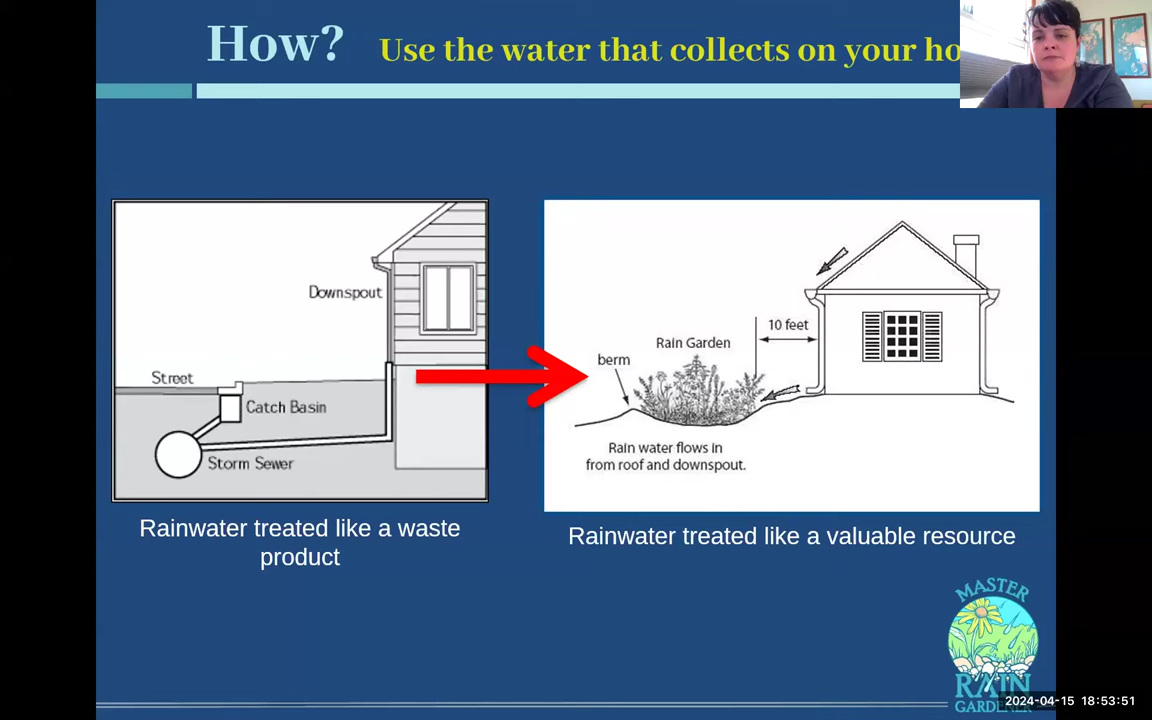 How? Use the water that collects on your ho
Downspout
Street
Catch Basin
Storm Sewer
Rainwater treated like a waste
product
10 feet
Rain Garden
berm
Rain water flows in
from roof and downspout.
Rainwater treated like a valuable resource
MASTER
RAIN
GARDENER
2024-04-15 18:53:51